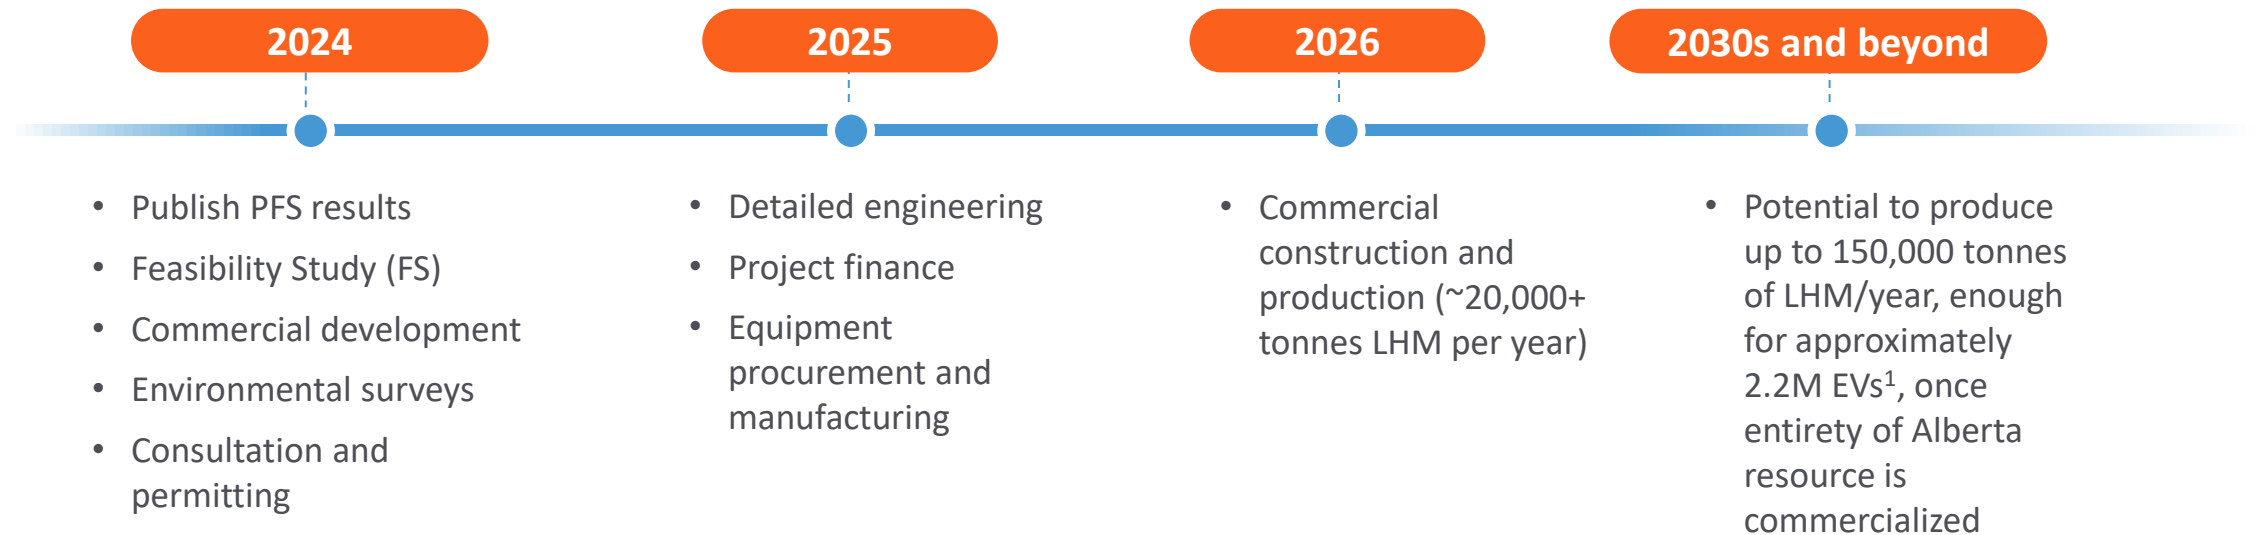 2024
• Publish PFS results
• Feasibility Study (FS)
• Commercial development
• Environmental surveys
• Consultation and
permitting
2025
• Detailed engineering
• Project finance
• Equipment
procurement and
manufacturing
2026
• Commercial
construction and
production (~20,000+
tonnes LHM per year)
2030s and beyond
• Potential to produce
up to 150,000 tonnes
of LHM/year, enough
for approximately
2.2M EVs¹, once
entirety of Alberta
resource is
commercialized